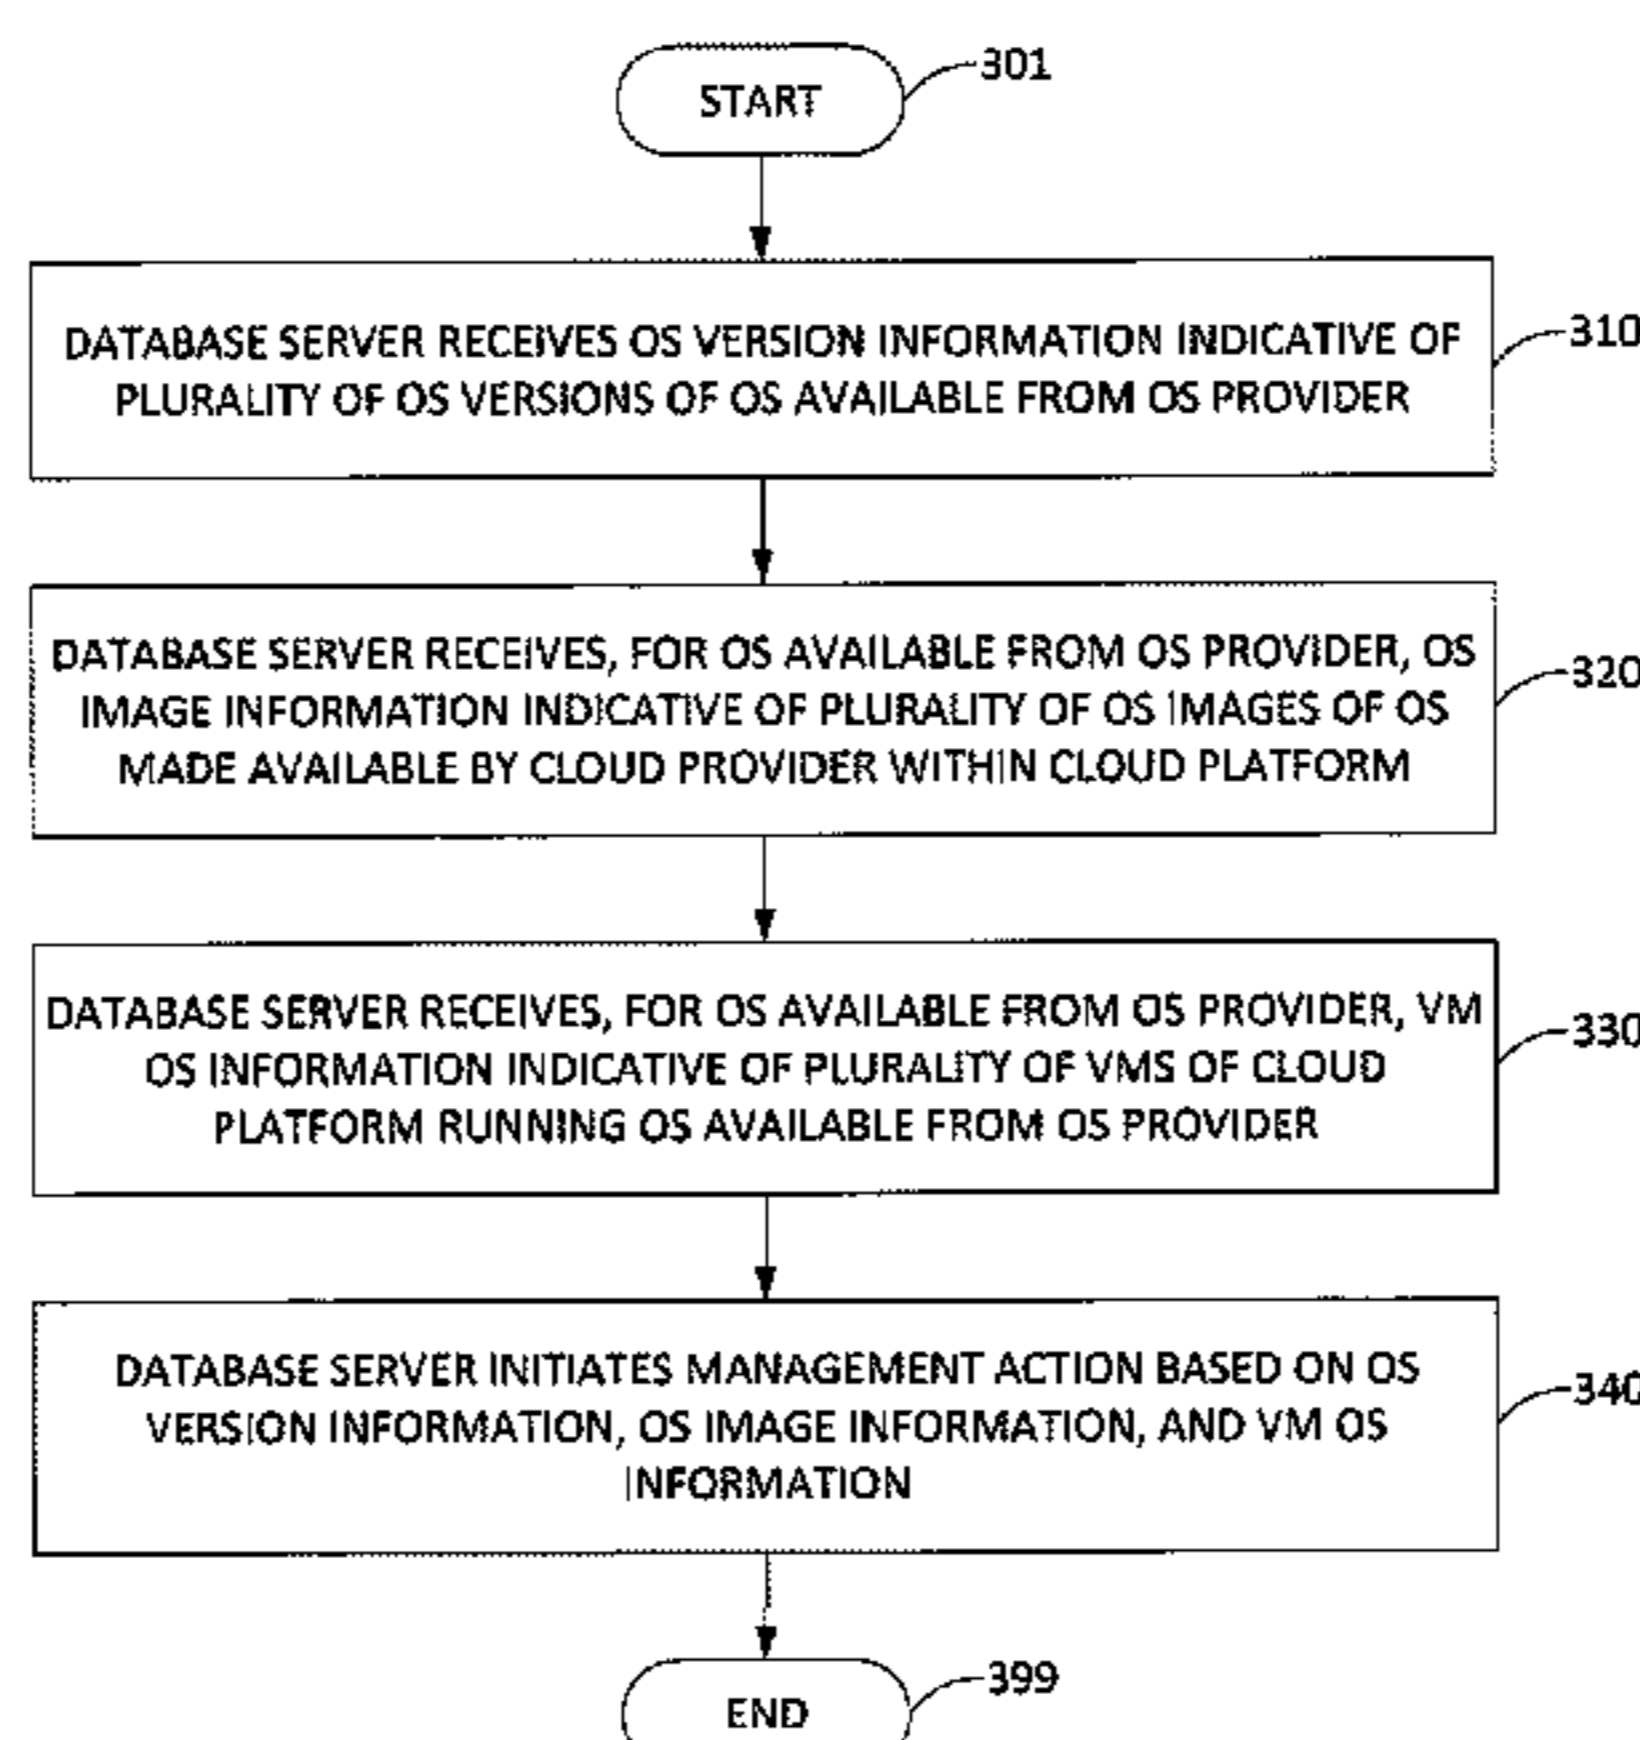 START
301
DATABASE SERVER RECEIVES OS VERSION INFORMATION INDICATIVE OF
PLURALITY OF OS VERSIONS OF OS AVAILABLE FROM OS PROVIDER
310
DATABASE SERVER RECEIVES, FOR OS AVAILABLE FROM OS PROVIDER, OS
IMAGE INFORMATION INDICATIVE OF PLURALITY OF OS IMAGES OF OS
MADE AVAILABLE BY CLOUD PROVIDER WITHIN CLOUD PLATFORM
320
DATABASE SERVER RECEIVES, FOR OS AVAILABLE FROM OS PROVIDER, VM
OS INFORMATION INDICATIVE OF PLURALITY OF VMS OF CLOUD
PLATFORM RUNNING OS AVAILABLE FROM OS PROVIDER
330
DATABASE SERVER INITIATES MANAGEMENT ACTION BASED ON OS
VERSION INFORMATION, OS IMAGE INFORMATION, AND VM OS
INFORMATION
340
END
399